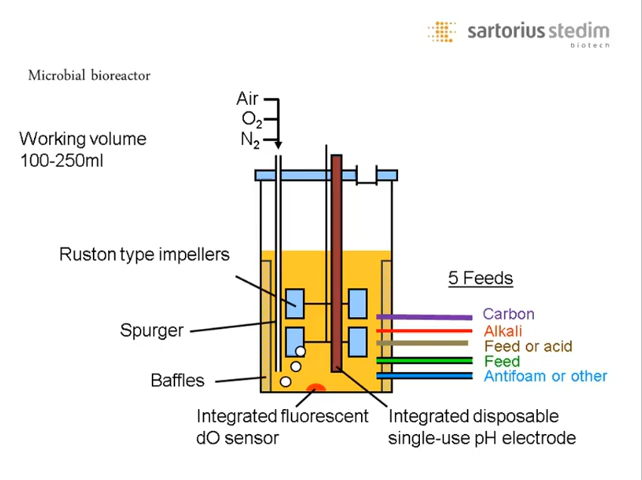 sartorius stedim
biotech
Microbial bioreactor
Air
O₂
N₂
Working volume
100-250ml
Ruston type impellers
5 Feeds
Carbon
Alkali
Feed or acid
Feed
Antifoam or other
Spurger
Baffles
Integrated fluorescent
dO sensor
Integrated disposable
single-use pH electrode